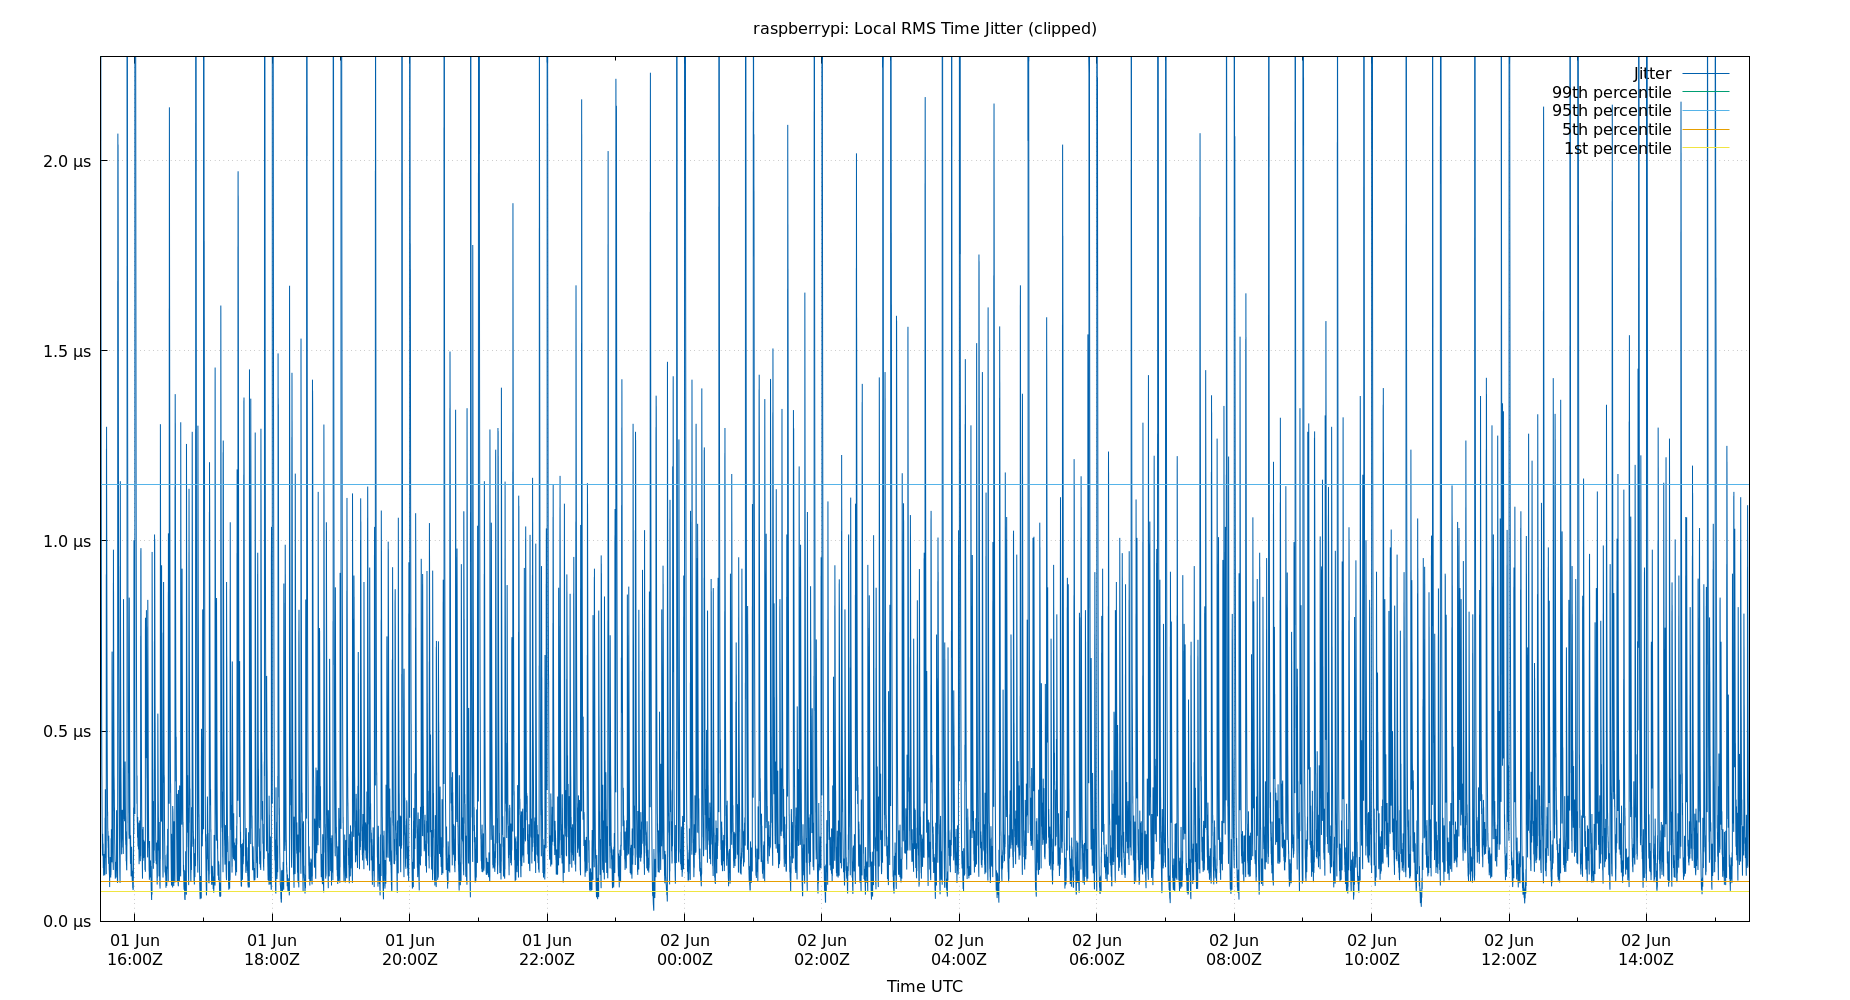 raspberrypi: Local RMS Time Jitter (clipped)
Jitter
99th percentile
95th percentile
5th percentile
1st percentile
2.0 µs
1.5 µs
1.0 µs
0.5 µs
0.0 µs
01 Jun 01 Jun 01 Jun 01 Jun 02 Jun 02 Jun 02 Jun 02 Jun 02 Jun 02 Jun 02 Jun 02 Jun
16:00Z 18:00Z 20:00Z 22:00Z 00:00Z 02:00Z 04:00Z 06:00Z 08:00Z 10:00Z 12:00Z 14:00Z
Time UTC